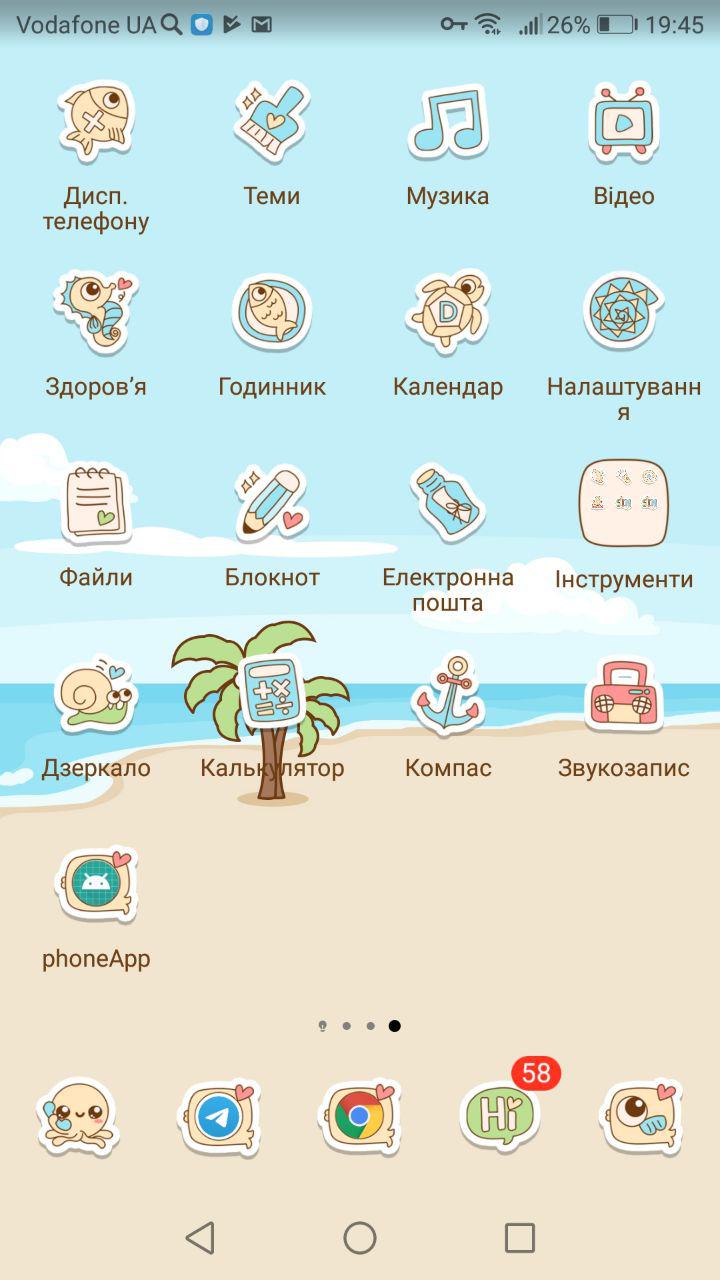 Vodafone UA 26% 19:45
Дисп.
телефону
Теми
Музика
Відео
Здоров’я
Годинник
D
Календар
Налаштуванн
я
Файли
Блокнот
Електронна
пошта
Інструменти
Дзеркало
Калькулятор
Компас
Звукозапис
phoneApp
58
Hi